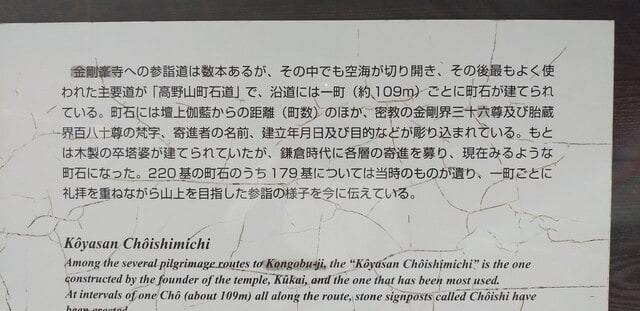 金剛峯寺への参詣道は数本あるが、その中でも空海が切り開き、その後最もよく使
われた主要道が「高野山町石道」で、沿道には一町（約109m）ごとに町石が建てられ
ている。町石には壇上伽藍からの距離（町数）のほか、密教の金剛界三十六尊及び胎蔵
界百八十尊の梵字、寄進者の名前、建立年月日及び目的などが彫り込まれている。もと
は木製の卒塔婆が建てられていたが、鎌倉時代に各層の寄進を募り、現在みるような
町石になった。220基の町石のうち179基については当時のものが遺り、一町ごとに
礼拝を重ねながら山上を目指した参詣の様子を今に伝えている。
Kôyasan Chôishimichi
Among the several pilgrimage routes to Kongobu-ji, the “Kôyasan Chôishimichi” is the one
constructed by the founder of the temple, Kûkai, and the one that has been most used.
At intervals of one Chô (about 109m) all along the route, stone signposts called Chôishi have
been erected